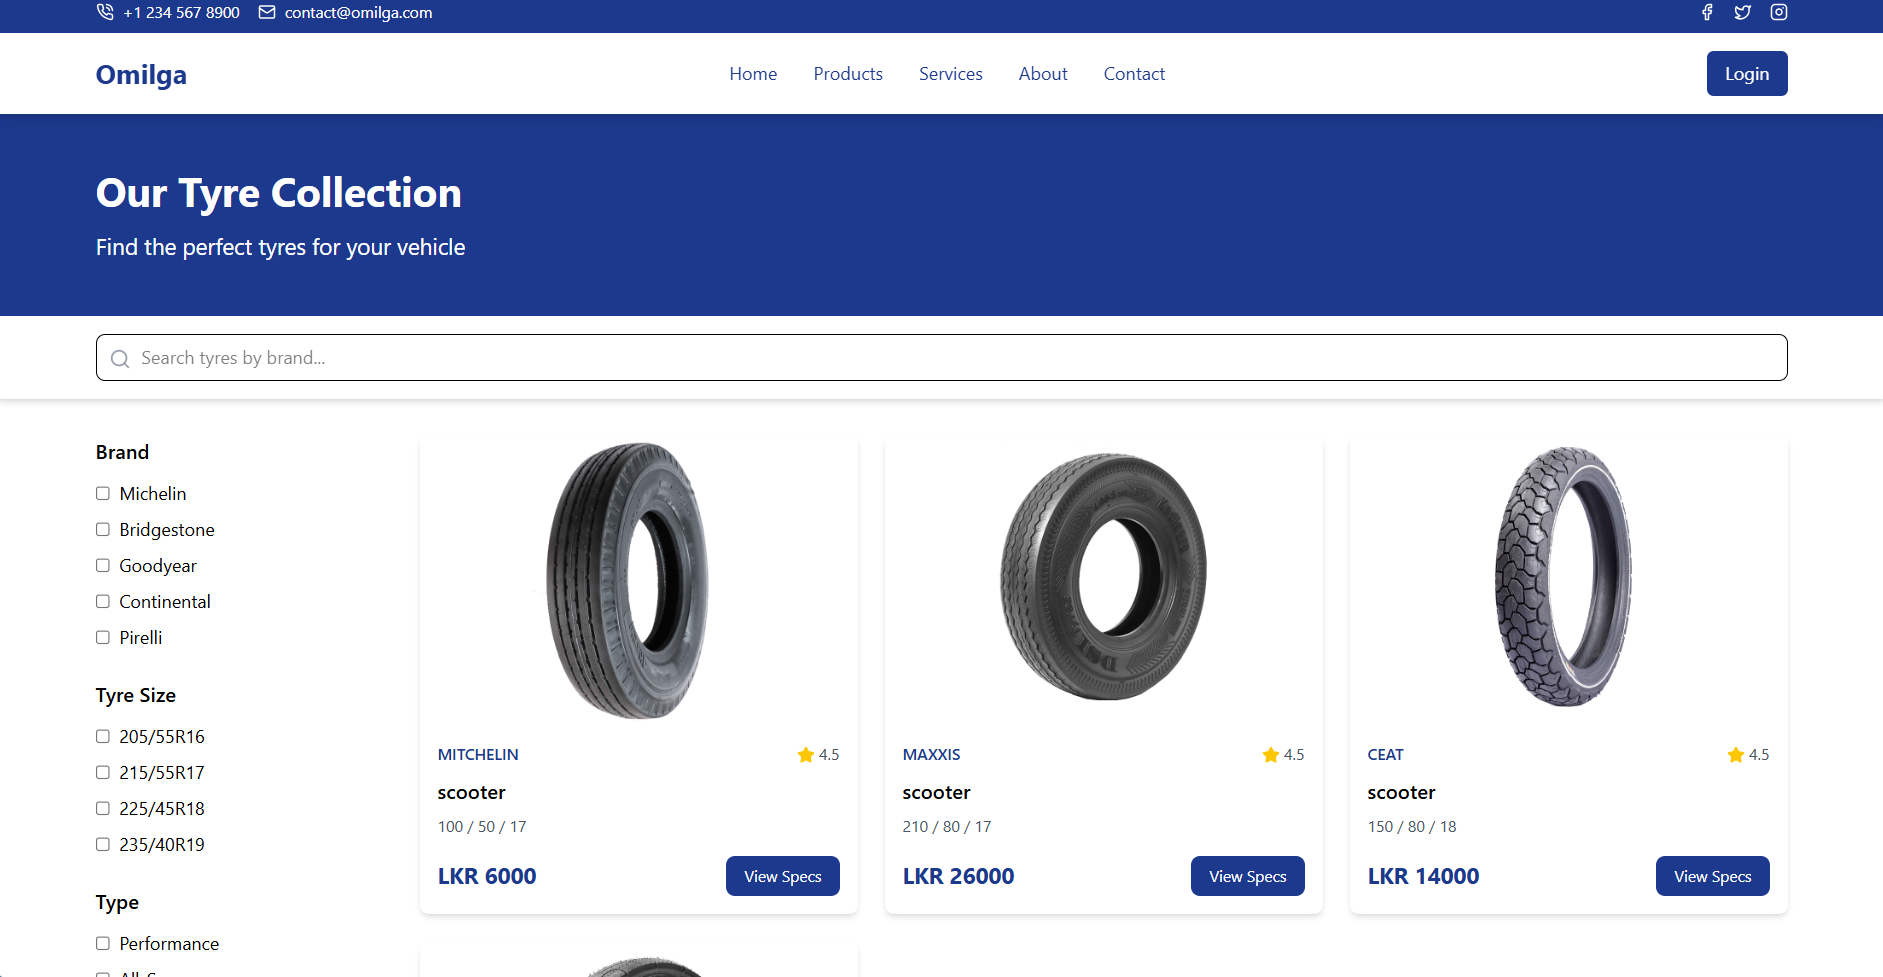 +1 234 567 8900 contact@omilga.com
Omilga
Home Products Services About Contact
Login
Our Tyre Collection
Find the perfect tyres for your vehicle
Search tyres by brand...
Brand
Michelin
Bridgestone
Goodyear
Continental
Pirelli
Tyre Size
205/55R16
215/55R17
225/45R18
235/40R19
Type
Performance
MITCHELIN 4.5
scooter
100 / 50 / 17
LKR 6000 View Specs
MAXXIS 4.5
scooter
210 / 80 / 17
LKR 26000 View Specs
CEAT 4.5
scooter
150 / 80 / 18
LKR 14000 View Specs
DSI